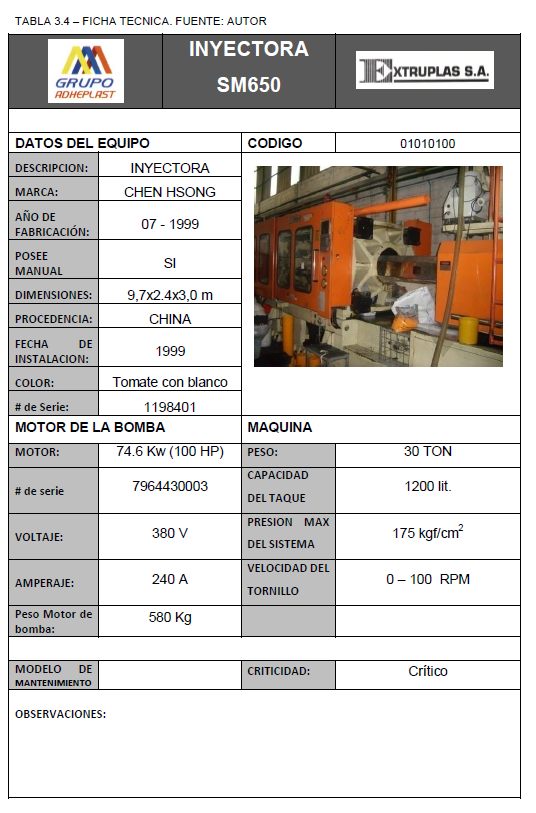 TABLA 3.4 – FICHA TECNICA. FUENTE: AUTOR
GRUPO
ADHEPLAST
INYECTORA
SM650
EXTRUPLAS S.A.
DATOS DEL EQUIPO
CODIGO
01010100
DESCRIPCION:
INYECTORA
MARCA:
CHEN HSONG
AÑO DE
FABRICACIÓN:
07 - 1999
POSEE
MANUAL
SI
DIMENSIONES:
9,7x2.4x3,0 m
PROCEDENCIA:
CHINA
FECHA DE
INSTALACION:
1999
COLOR:
Tomate con blanco
# de Serie:
1198401
MOTOR DE LA BOMBA
MAQUINA
MOTOR:
74.6 Kw (100 HP)
PESO:
30 TON
# de serie
7964430003
CAPACIDAD
DEL TAQUE
1200 lit.
VOLTAJE:
380 V
PRESION MAX
DEL SISTEMA
175 kgf/cm²
AMPERAJE:
240 A
VELOCIDAD DEL
TORNILLO
0 – 100 RPM
Peso Motor de
bomba:
580 Kg
MODELO DE
MANTENIMIENTO
CRITICIDAD:
Crítico
OBSERVACIONES: